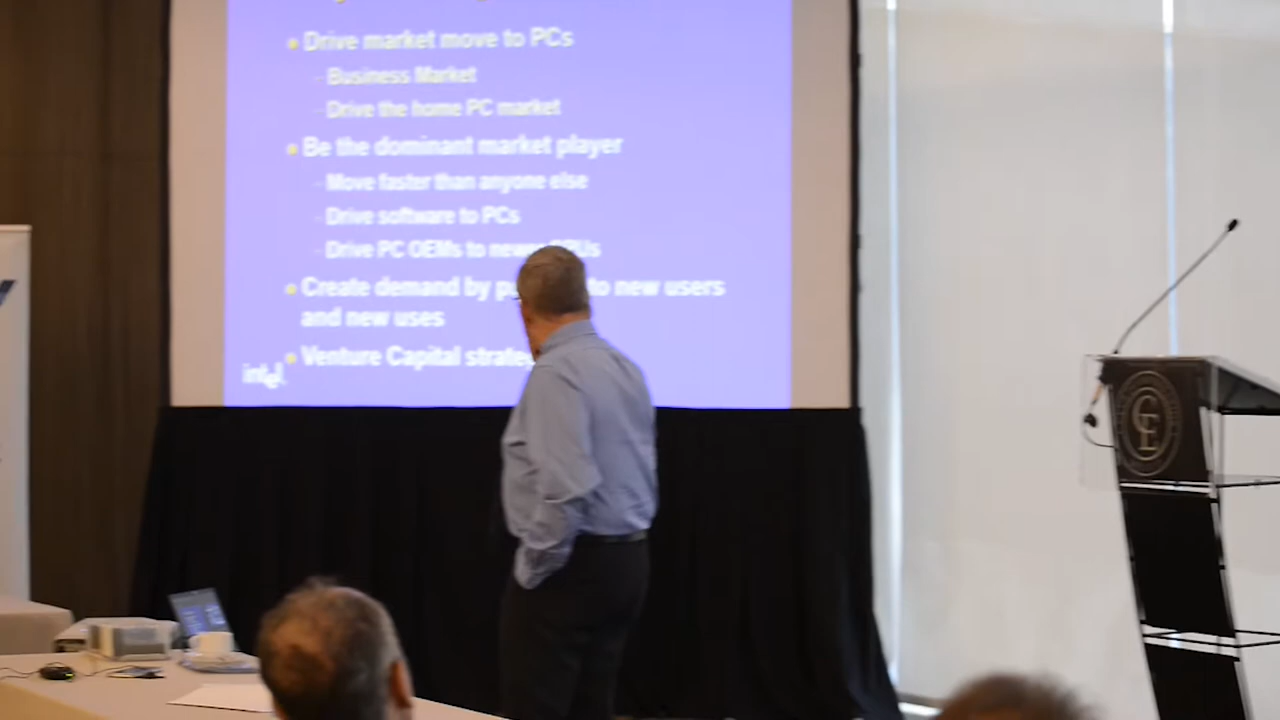 • Drive market move to PCs
- Business Market
- Drive the home PC market
• Be the dominant market player
- Move faster than anyone else
- Drive software to PCs
- Drive PC OEMs to newer CPUs
• Create demand by to new users
and new uses
• Venture Capital
intel
CE